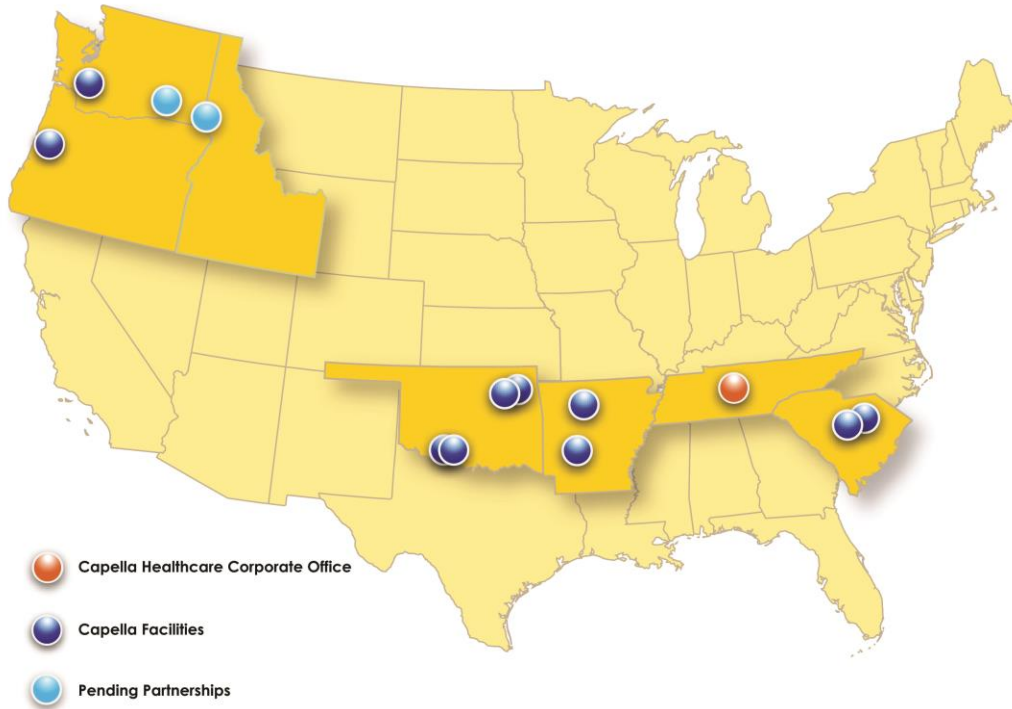 Capella Healthcare Corporate Office
Capella Facilities
Pending Partnerships